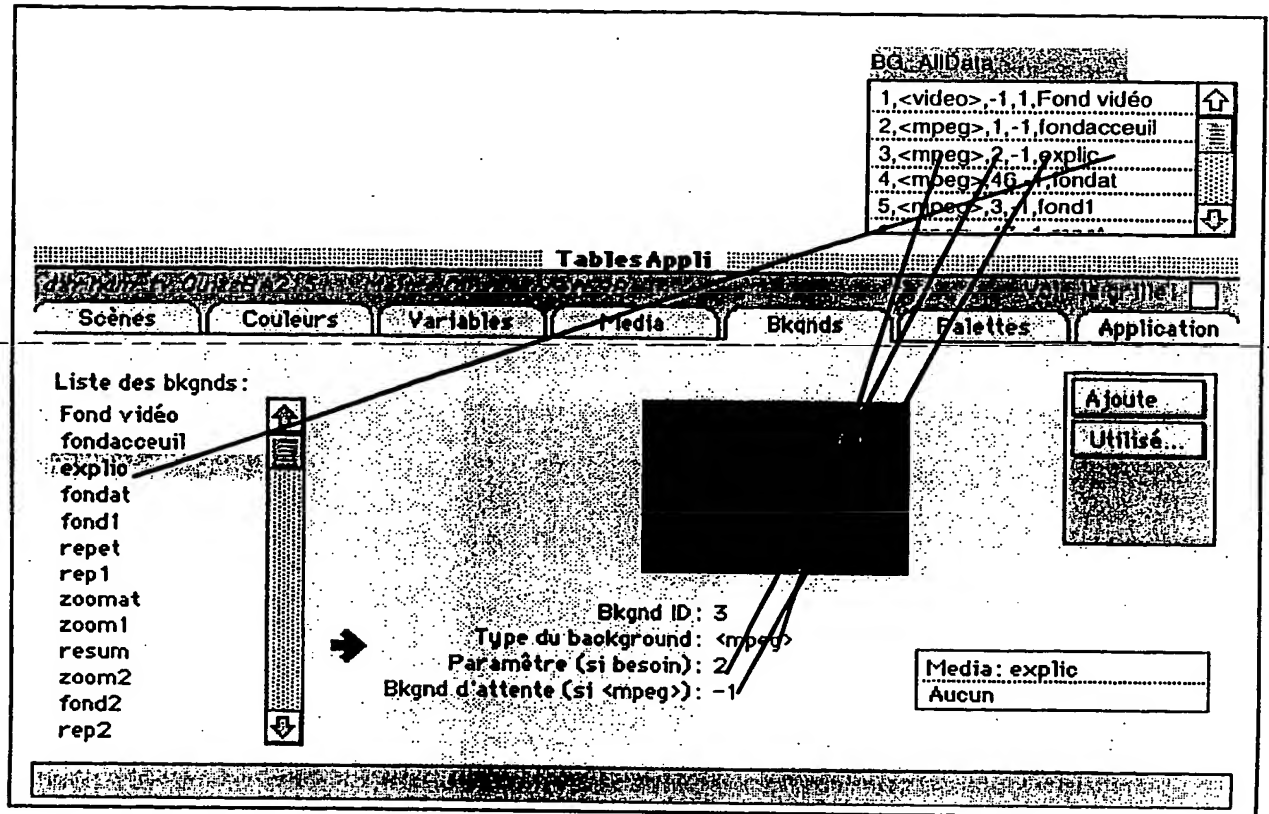 BG_AllData
1,<video>,-1,1,Fond vidéo
2,<mpeg>,1,-1,fondacceuil
3,<mpeg>,2,-1,explic
4,<mpeg>,46,-1,fondat
5,<mpeg>,3,-1,fond1
TablesAppli
Scènes Couleurs Variables Media Bkgnds Palettes Application
Liste des bkgnds:
Fond vidéo
fondacceuil
explic
fondat
fond1
repet
rep1
zoomat
zoom1
resum
zoom2
fond2
rep2
Ajoute
Utilisé...
Bkgnd ID: 3
Type du background: <mpeg>
Paramètre (si besoin): 2
Bkgnd d'attente (si <mpeg>): -1
Media: explic
Aucun